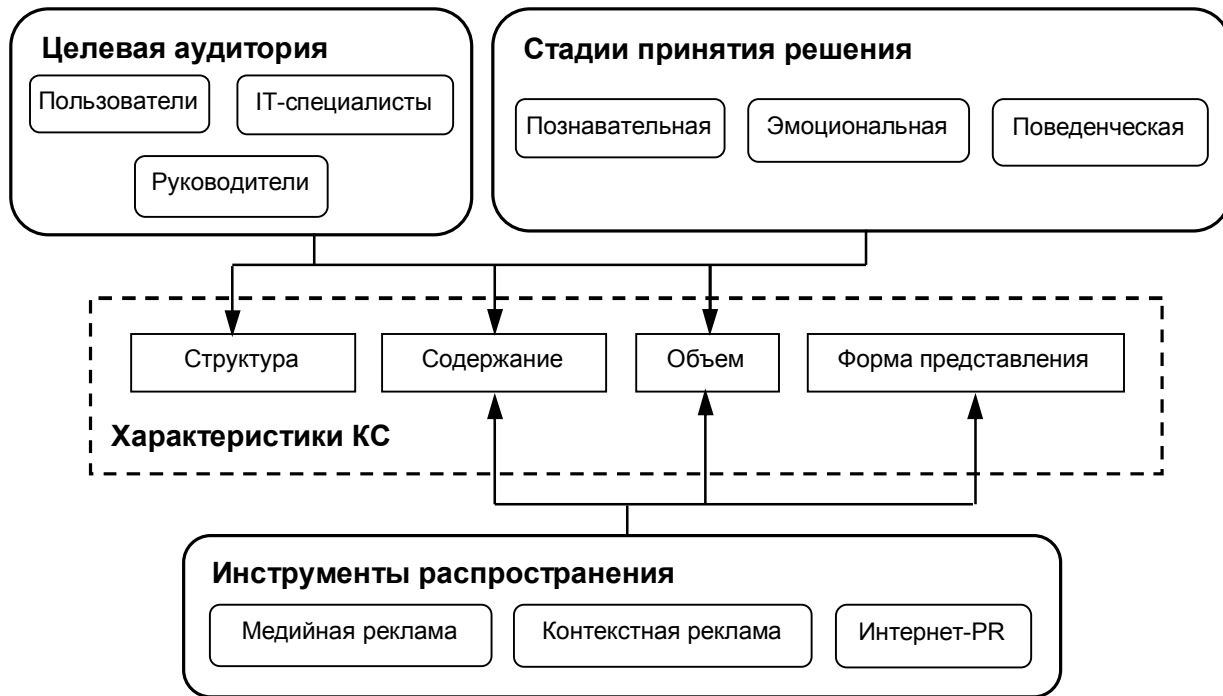 Целевая аудитория
Пользователи
IT-специалисты
Руководители
Стадии принятия решения
Познавательная
Эмоциональная
Поведенческая
Структура
Содержание
Объем
Форма представления
Характеристики КС
Инструменты распространения
Медийная реклама
Контекстная реклама
Интернет-PR